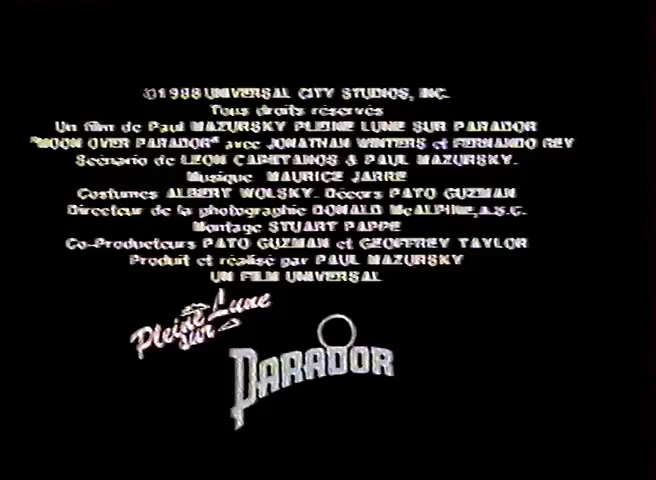 ©1988 UNIVERSAL CITY STUDIOS, INC.
Tous droits réservés
Un film de Paul MAZURSKY PLEINE LUNE SUR PARADOR
"MOON OVER PARADOR" avec JONATHAN WINTERS et FERNANDO REY
Scénario de LEON CAPETANOS & PAUL MAZURSKY.
Musique MAURICE JARRE
Costumes ALBERT WOLSKY. Décors PATO GUZMAN
Directeur de la photographie DONALD McALPINE, A.S.C.
Montage STUART PAPPE
Co-Producteurs PATO GUZMAN et GEOFFREY TAYLOR
Produit et réalisé par PAUL MAZURSKY
UN FILM UNIVERSAL
Pleine Lune
sur
PARADOR